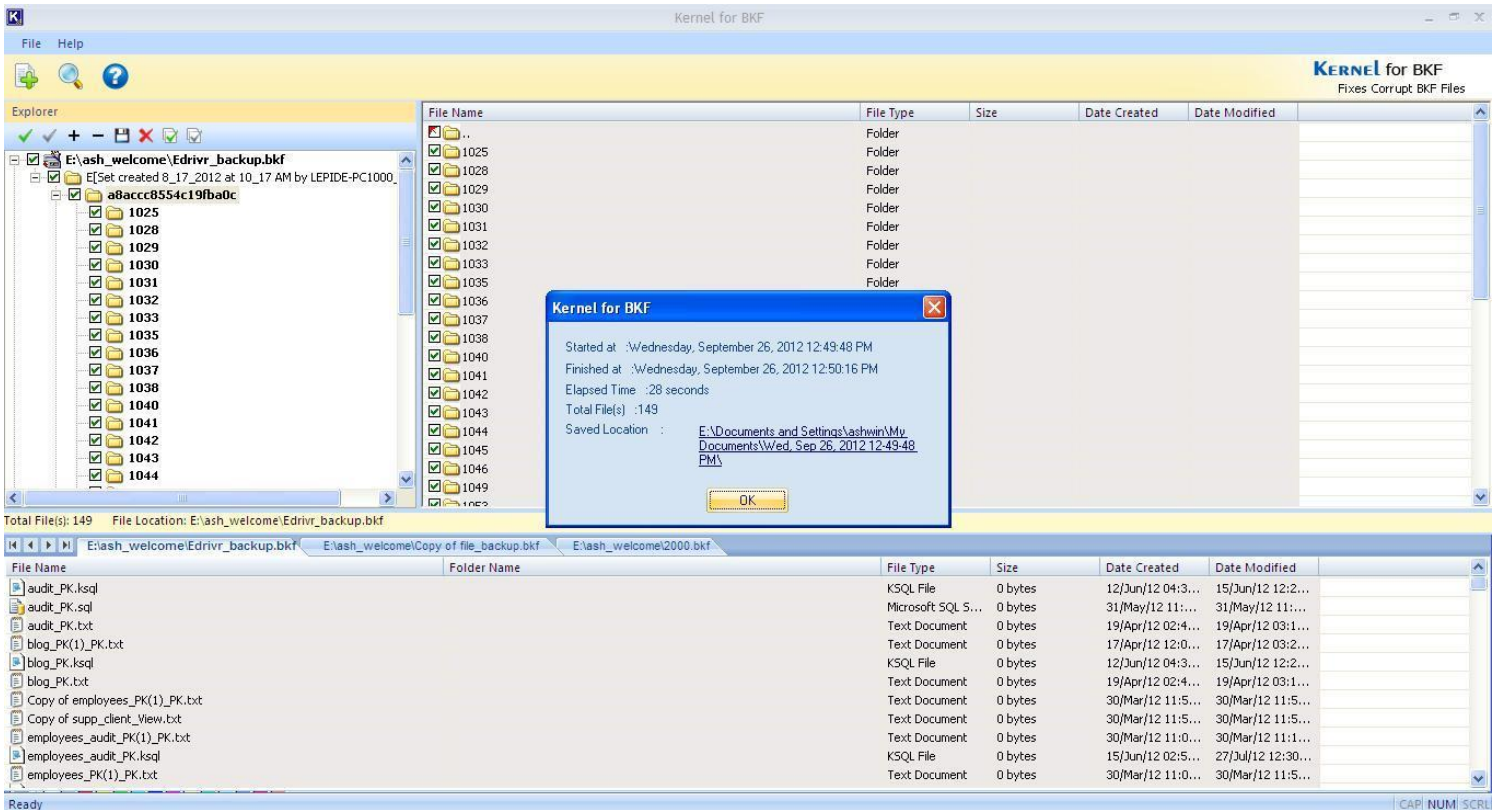 Kernel for BKF
File Help
KERNEL for BKF
Fixes Corrupt BKF Files
Explorer
E:\ash_welcome\Edrivr_backup.bkf
E[Set created 8_17_2012 at 10_17 AM by LEPIDE-PC1000_
a8accc8554c19fba0c
1025
1028
1029
1030
1031
1032
1033
1035
1036
1037
1038
1040
1041
1042
1043
1044
File Name File Type Size Date Created Date Modified
.. Folder
1025 Folder
1028 Folder
1029 Folder
1030 Folder
1031 Folder
1032 Folder
1033 Folder
1035 Folder
1036
1037
1038
1040
1041
1042
1043
1044
1045
1046
1049
Kernel for BKF
Started at :Wednesday, September 26, 2012 12:49:48 PM
Finished at :Wednesday, September 26, 2012 12:50:16 PM
Elapsed Time :28 seconds
Total File(s) :149
Saved Location : E:\Documents and Settings\ashwin\My
Documents\Wed, Sep 26, 2012 12-49-48
PM\
OK
Total File(s): 149 File Location: E:\ash_welcome\Edrivr_backup.bkf
E:\ash_welcome\Edrivr_backup.bkf E:\ash_welcome\Copy of file_backup.bkf E:\ash_welcome\2000.bkf
File Name Folder Name File Type Size Date Created Date Modified
audit_PK.ksql KSQL File 0 bytes 12/Jun/12 04:3... 15/Jun/12 12:2...
audit_PK.sql Microsoft SQL S... 0 bytes 31/May/12 11:... 31/May/12 11:...
audit_PK.txt Text Document 0 bytes 19/Apr/12 02:4... 19/Apr/12 03:1...
blog_PK(1)_PK.txt Text Document 0 bytes 17/Apr/12 12:0... 17/Apr/12 03:2...
blog_PK.ksql KSQL File 0 bytes 12/Jun/12 04:3... 15/Jun/12 12:2...
blog_PK.txt Text Document 0 bytes 19/Apr/12 02:4... 19/Apr/12 03:1...
Copy of employees_PK(1)_PK.txt Text Document 0 bytes 30/Mar/12 11:5... 30/Mar/12 11:5...
Copy of supp_client_View.txt Text Document 0 bytes 30/Mar/12 11:5... 30/Mar/12 11:5...
employees_audit_PK(1)_PK.txt Text Document 0 bytes 30/Mar/12 11:0... 30/Mar/12 11:1...
employees_audit_PK.ksql KSQL File 0 bytes 15/Jun/12 02:5... 27/Jul/12 12:30...
employees_PK(1)_PK.txt Text Document 0 bytes 30/Mar/12 11:0... 30/Mar/12 11:5...
Ready CAP NUM SCRL